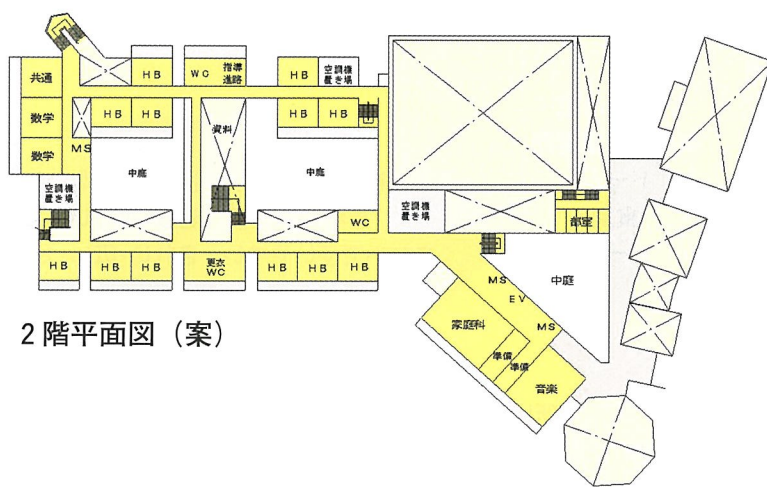 共通
HB
WC
指導
進路
HB
空調機
置き場
数学
HB
HB
資料
HB
HB
数学
MS
中庭
中庭
空調機
置き場
WC
空調機
置き場
部室
HB
HB
HB
更衣
WC
HB
HB
HB
MS
EV
MS
中庭
家庭科
準備
準備
音楽
2階平面図(案)